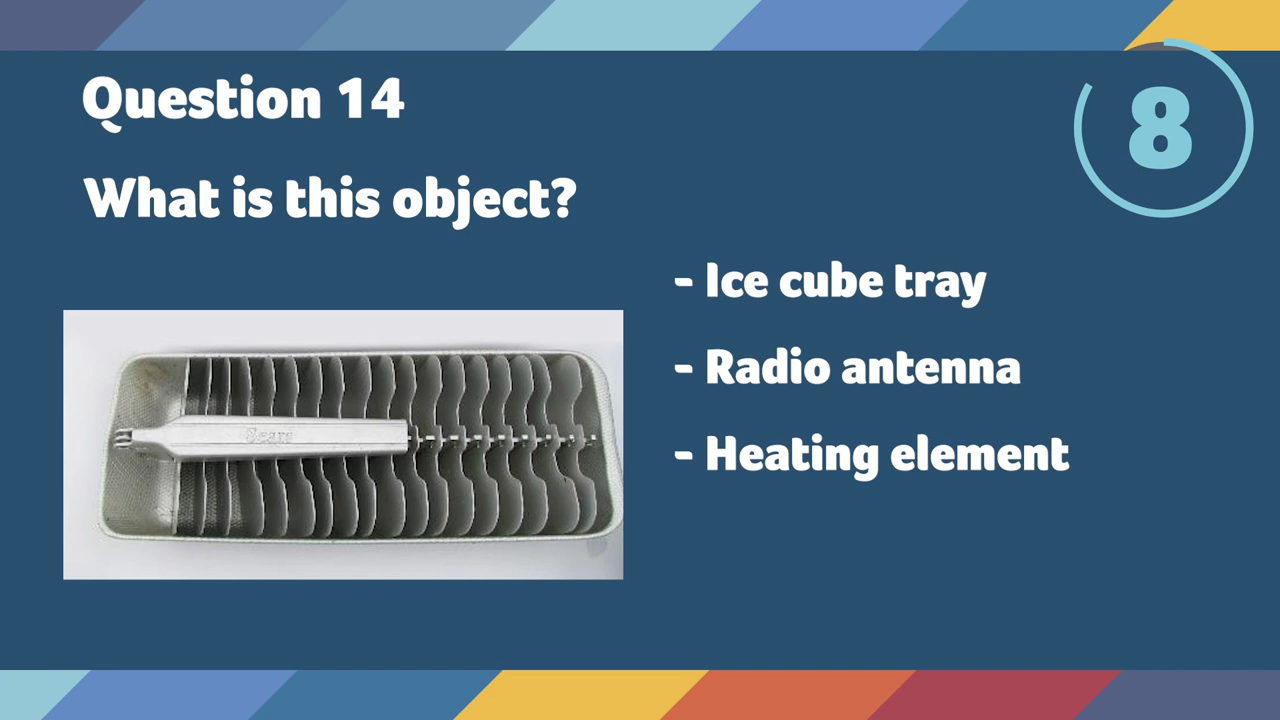 Question 14
8
What is this object?
- Ice cube tray
- Radio antenna
- Heating element
Sears